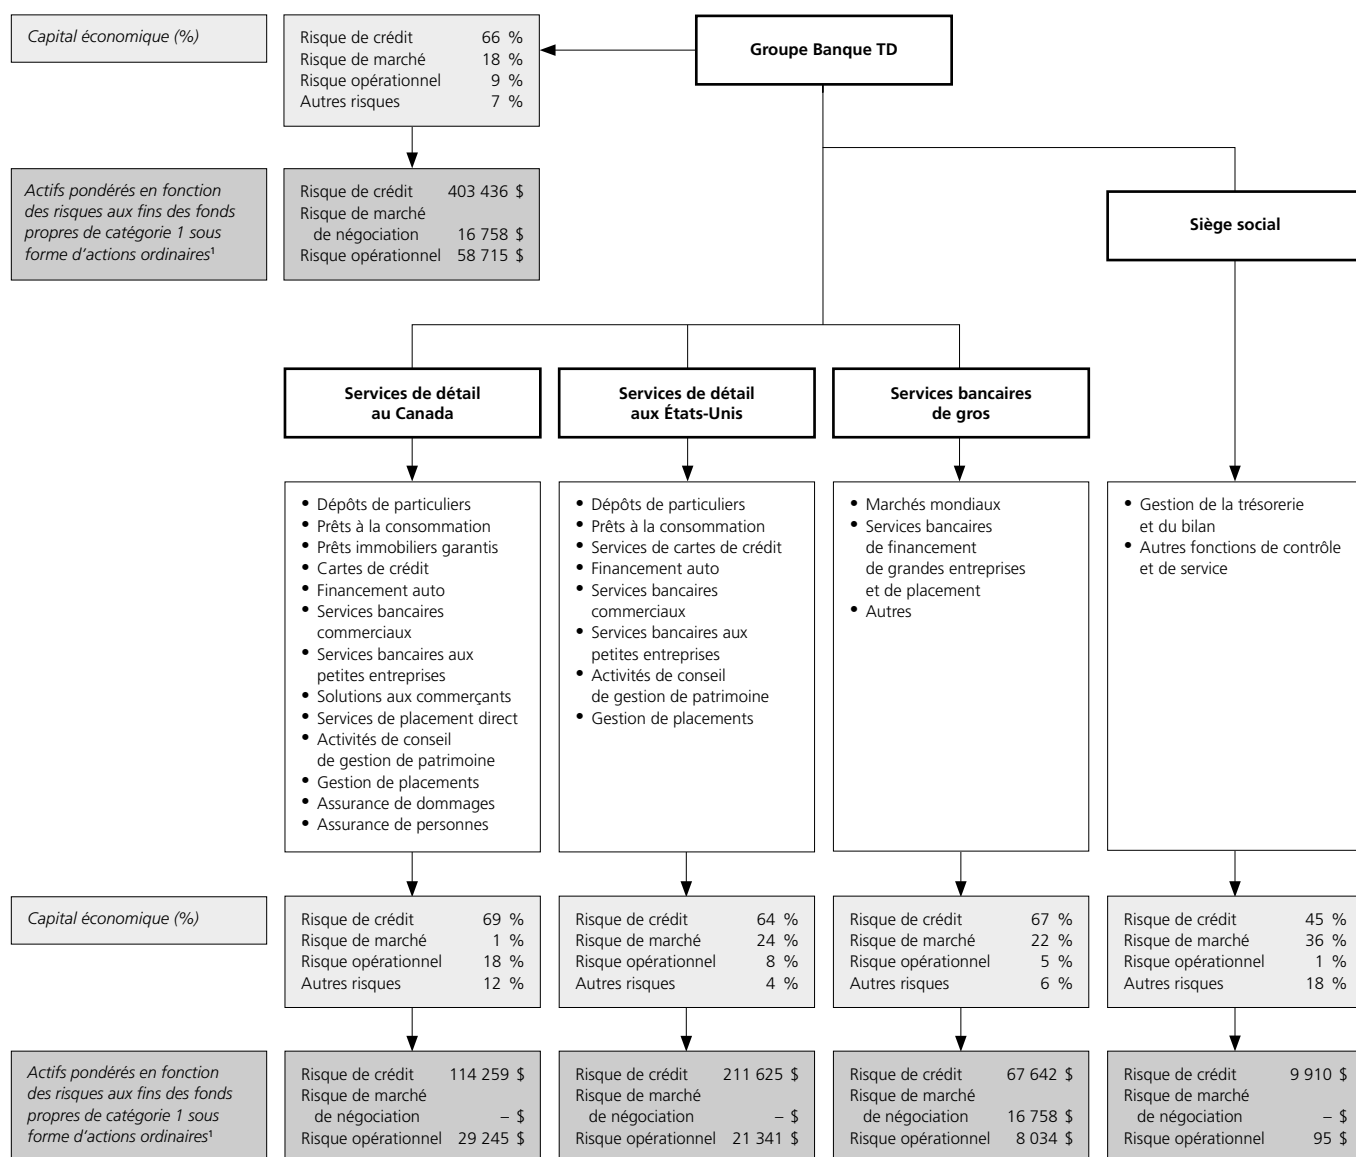 Capital économique (%)
Risque de crédit 66 %
Risque de marché 18 %
Risque opérationnel 9 %
Autres risques 7 %
Groupe Banque TD
Actifs pondérés en fonction
des risques aux fins des fonds
propres de catégorie 1 sous
forme d'actions ordinaires¹
Risque de crédit 403 436 $
Risque de marché
de négociation 16 758 $
Risque opérationnel 58 715 $
Siège social
Services de détail
au Canada
Services de détail
aux États-Unis
Services bancaires
de gros
• Dépôts de particuliers
• Prêts à la consommation
• Prêts immobiliers garantis
• Cartes de crédit
• Financement auto
• Services bancaires
commerciaux
• Services bancaires aux
petites entreprises
• Solutions aux commerçants
• Services de placement direct
• Activités de conseil
de gestion de patrimoine
• Gestion de placements
• Assurance de dommages
• Assurance de personnes
• Dépôts de particuliers
• Prêts à la consommation
• Services de cartes de crédit
• Financement auto
• Services bancaires
commerciaux
• Services bancaires aux
petites entreprises
• Activités de conseil
de gestion de patrimoine
• Gestion de placements
• Marchés mondiaux
• Services bancaires
de financement
de grandes entreprises
et de placement
• Autres
• Gestion de la trésorerie
et du bilan
• Autres fonctions de contrôle
et de service
Capital économique (%)
Risque de crédit 69 %
Risque de marché 1 %
Risque opérationnel 18 %
Autres risques 12 %
Risque de crédit 64 %
Risque de marché 24 %
Risque opérationnel 8 %
Autres risques 4 %
Risque de crédit 67 %
Risque de marché 22 %
Risque opérationnel 5 %
Autres risques 6 %
Risque de crédit 45 %
Risque de marché 36 %
Risque opérationnel 1 %
Autres risques 18 %
Actifs pondérés en fonction
des risques aux fins des fonds
propres de catégorie 1 sous
forme d'actions ordinaires¹
Risque de crédit 114 259 $
Risque de marché
de négociation – $
Risque opérationnel 29 245 $
Risque de crédit 211 625 $
Risque de marché
de négociation – $
Risque opérationnel 21 341 $
Risque de crédit 67 642 $
Risque de marché
de négociation 16 758 $
Risque opérationnel 8 034 $
Risque de crédit 9 910 $
Risque de marché
de négociation – $
Risque opérationnel 95 $